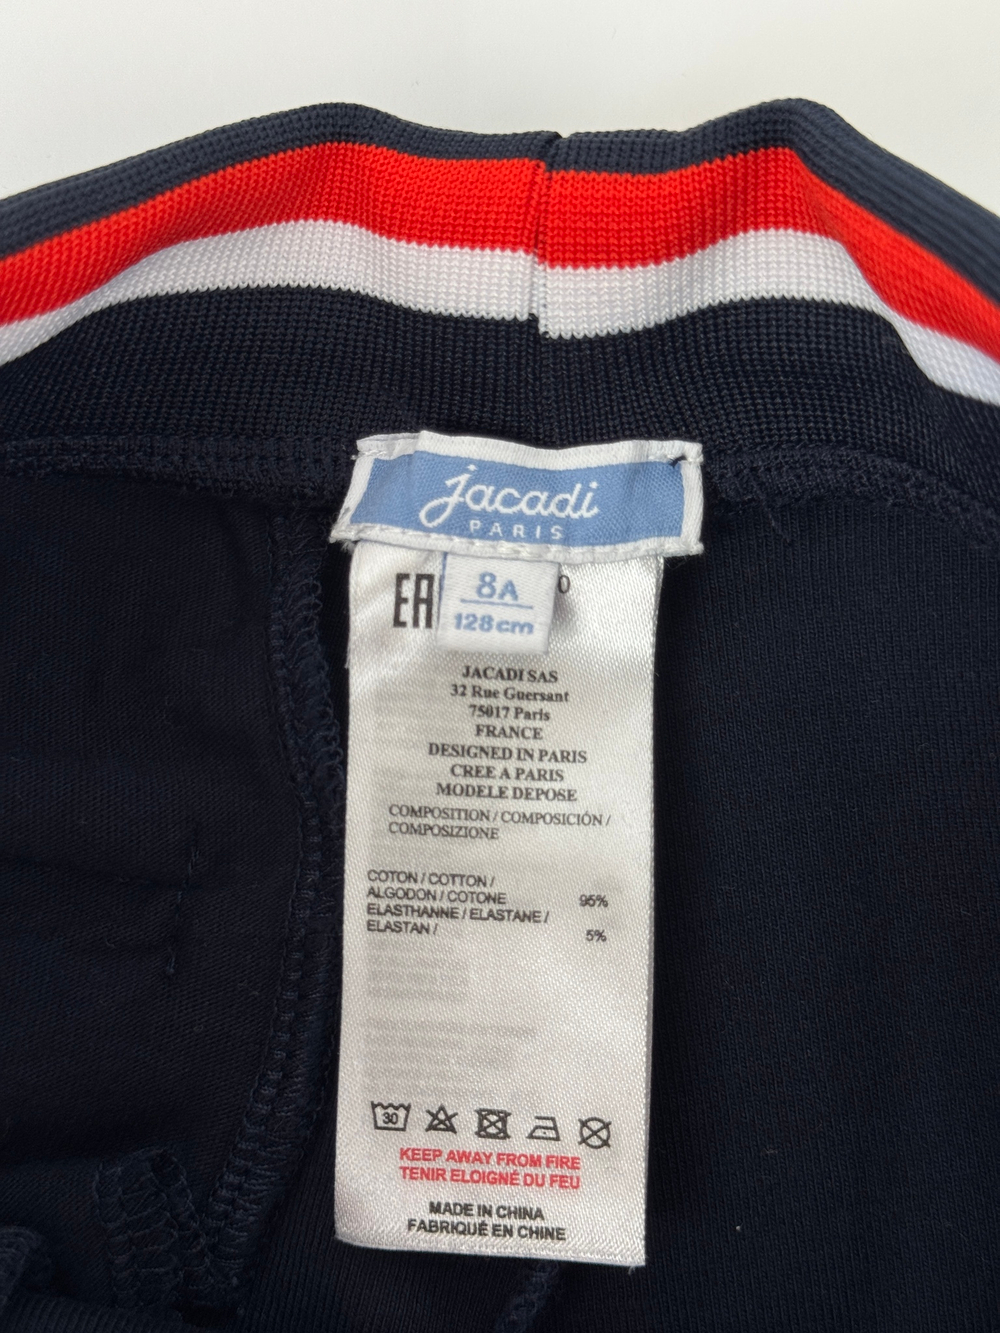 jacadi
PARIS
8A
128cm
JACADI SAS
32 Rue Guersant
75017 Paris
FRANCE
DESIGNED IN PARIS
CREE A PARIS
MODELE DEPOSE
COMPOSITION / COMPOSICIÓN /
COMPOSIZIONE
COTON / COTTON /
ALGODON / COTONE 95%
ELASTHANNE / ELASTANE /
ELASTAN / 5%
30
KEEP AWAY FROM FIRE
TENIR ELOIGNÉ DU FEU
MADE IN CHINA
FABRIQUÉ EN CHINE